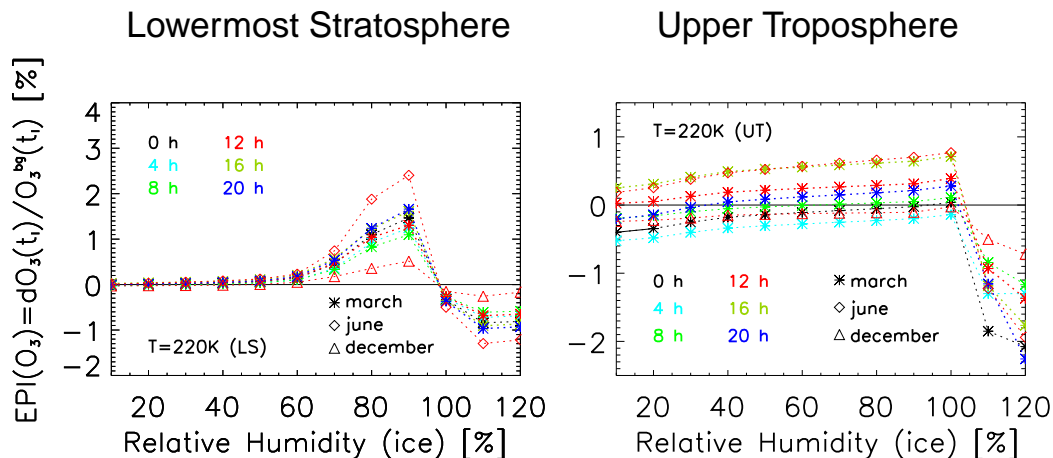 Lowermost Stratosphere
Upper Troposphere
EPI(O₃)=dO₃(t₁)/O₃ᵇᵍ(t₁) [%]
4
3
2
1
0
−1
−2
0 h
12 h
4 h
16 h
8 h
20 h
march
june
december
T=220K (LS)
20 40 60 80 100 120
Relative Humidity (ice) [%]
1
0
−1
−2
T=220K (UT)
0 h
12 h
4 h
16 h
8 h
20 h
march
june
december
20 40 60 80 100 120
Relative Humidity (ice) [%]